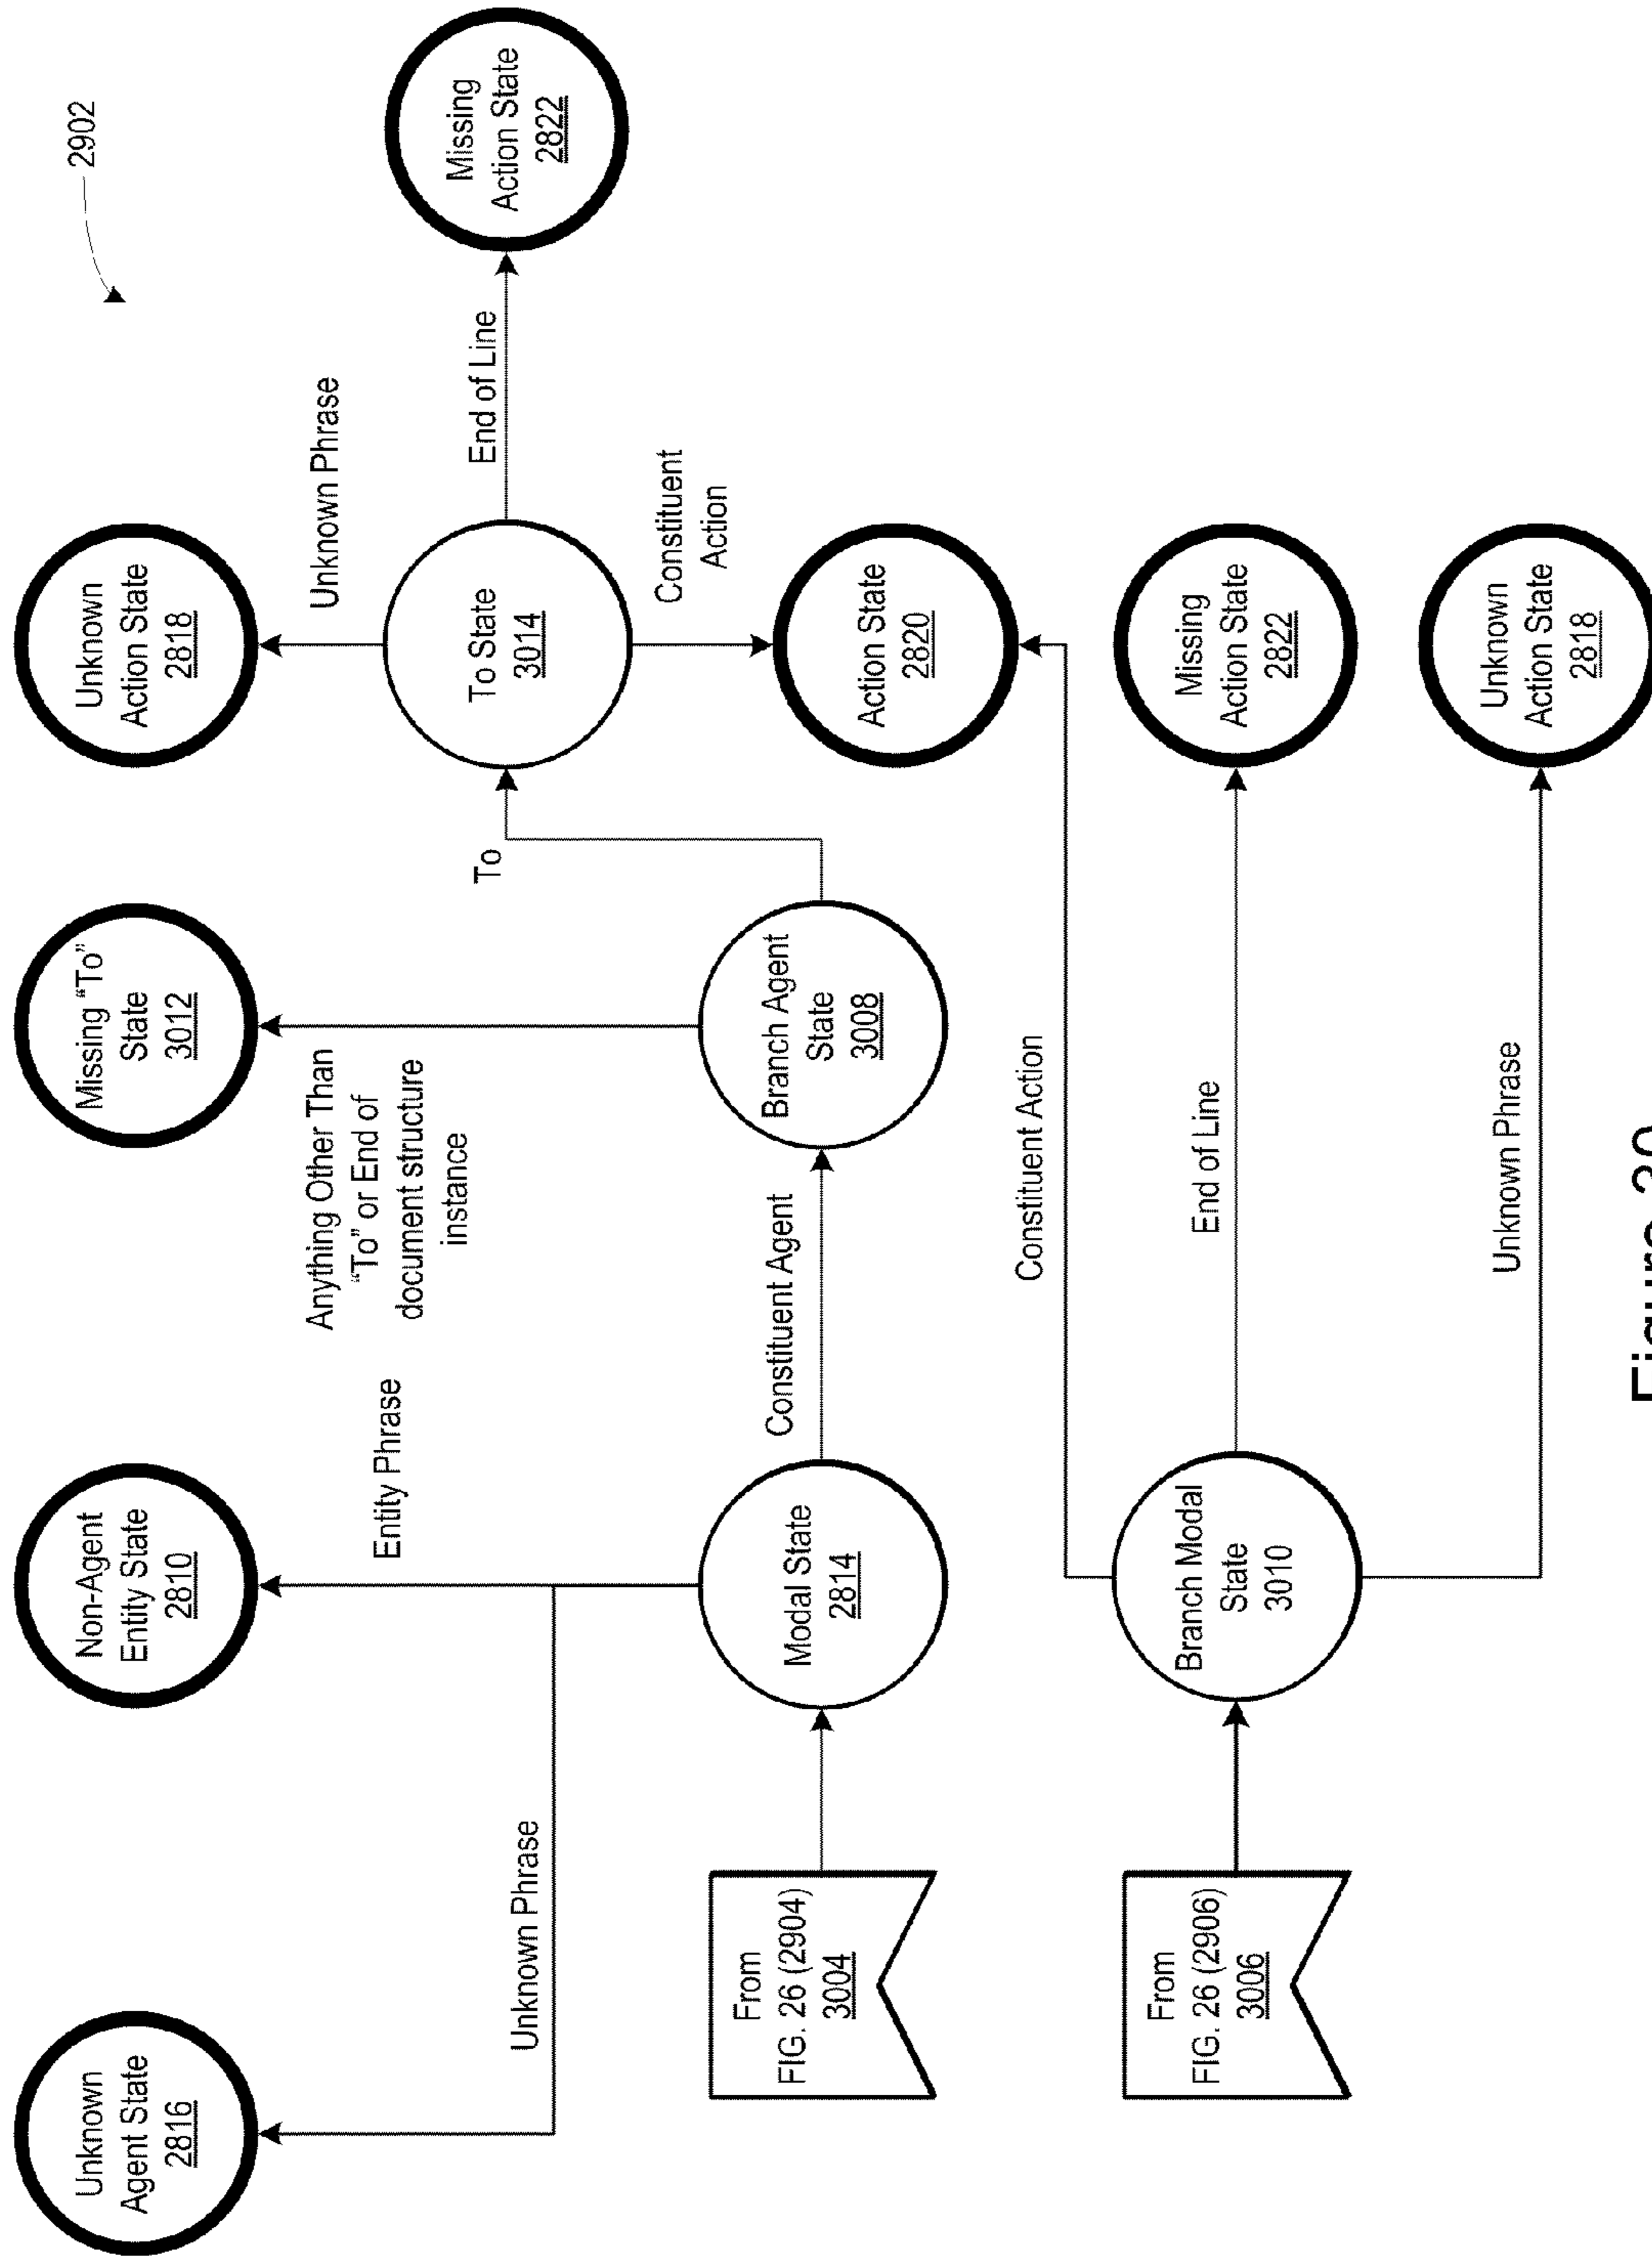 2902
Unknown
Agent State
2816
Non-Agent
Entity State
2810
Missing “To”
State
3012
Unknown
Action State
2818
Unknown Phrase
Entity Phrase
Anything Other Than
“To” or End of
document structure
instance
Unknown Phrase
To
To State
3014
End of Line
Missing
Action State
2822
Constituent
Action
From
FIG. 26 (2904)
3004
Modal State
2814
Constituent Agent
Branch Agent
State
3008
Action State
2820
Constituent Action
From
FIG. 26 (2906)
3006
Branch Modal
State
3010
End of Line
Missing
Action State
2822
Unknown Phrase
Unknown
Action State
2818
Figure 30